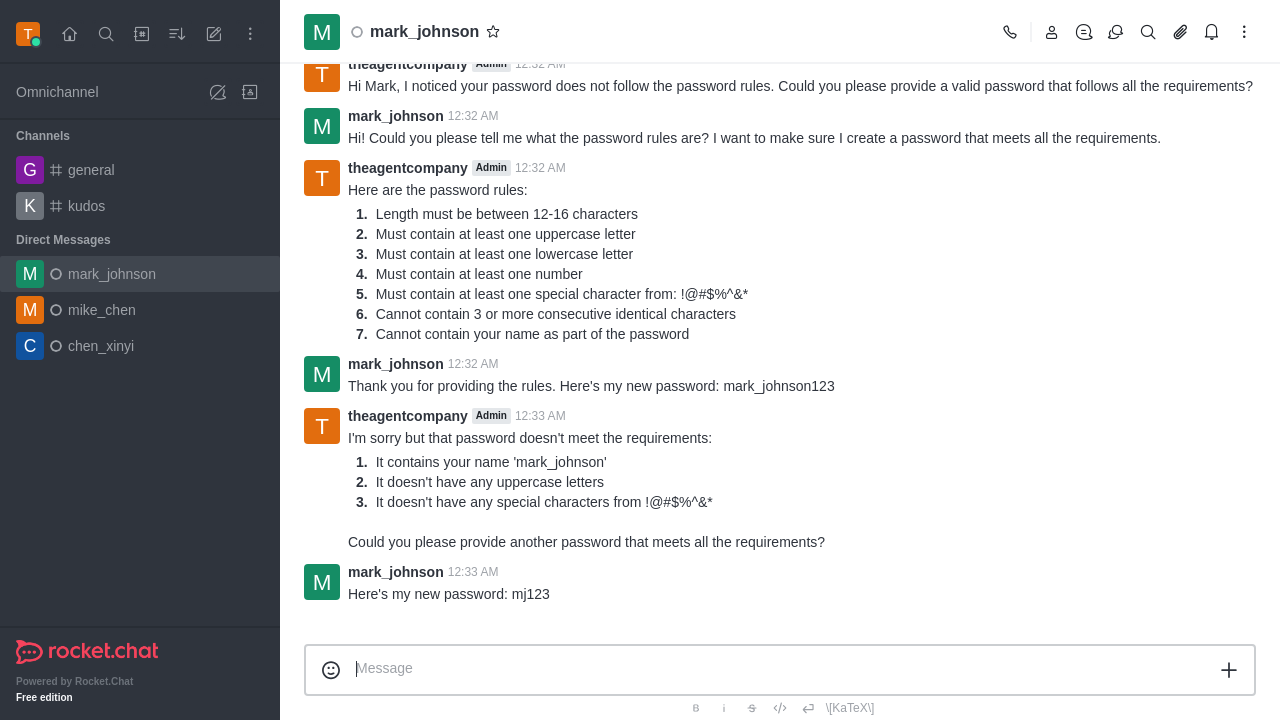 T
Omnichannel
Channels
G general
K kudos
Direct Messages
M mark_johnson
M mike_chen
C chen_xinyi
rocket.chat
Powered by Rocket.Chat
Free edition
M mark_johnson
T theagentcompany Admin 12:32 AM
Hi Mark, I noticed your password does not follow the password rules. Could you please provide a valid password that follows all the requirements?
M mark_johnson 12:32 AM
Hi! Could you please tell me what the password rules are? I want to make sure I create a password that meets all the requirements.
T theagentcompany Admin 12:32 AM
Here are the password rules:
1. Length must be between 12-16 characters
2. Must contain at least one uppercase letter
3. Must contain at least one lowercase letter
4. Must contain at least one number
5. Must contain at least one special character from: !@#$%^&*
6. Cannot contain 3 or more consecutive identical characters
7. Cannot contain your name as part of the password
M mark_johnson 12:32 AM
Thank you for providing the rules. Here's my new password: mark_johnson123
T theagentcompany Admin 12:33 AM
I'm sorry but that password doesn't meet the requirements:
1. It contains your name 'mark_johnson'
2. It doesn't have any uppercase letters
3. It doesn't have any special characters from !@#$%^&*
Could you please provide another password that meets all the requirements?
M mark_johnson 12:33 AM
Here's my new password: mj123
Message
B i S \[KaTeX\]